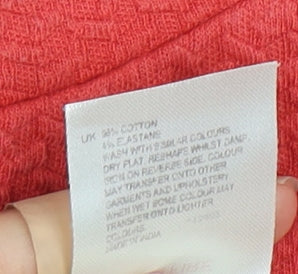 UK 96% COTTON
4% ELASTANE
WASH WITH SIMILAR COLOURS
DRY FLAT. RESHAPE WHILST DAMP.
IRON ON REVERSE SIDE. COLOUR
MAY TRANSFER ONTO OTHER
GARMENTS AND UPHOLSTERY
WHEN WET SOME COLOUR MAY
TRANSFER ONTO LIGHTER
COLOURS.
MADE IN INDIA